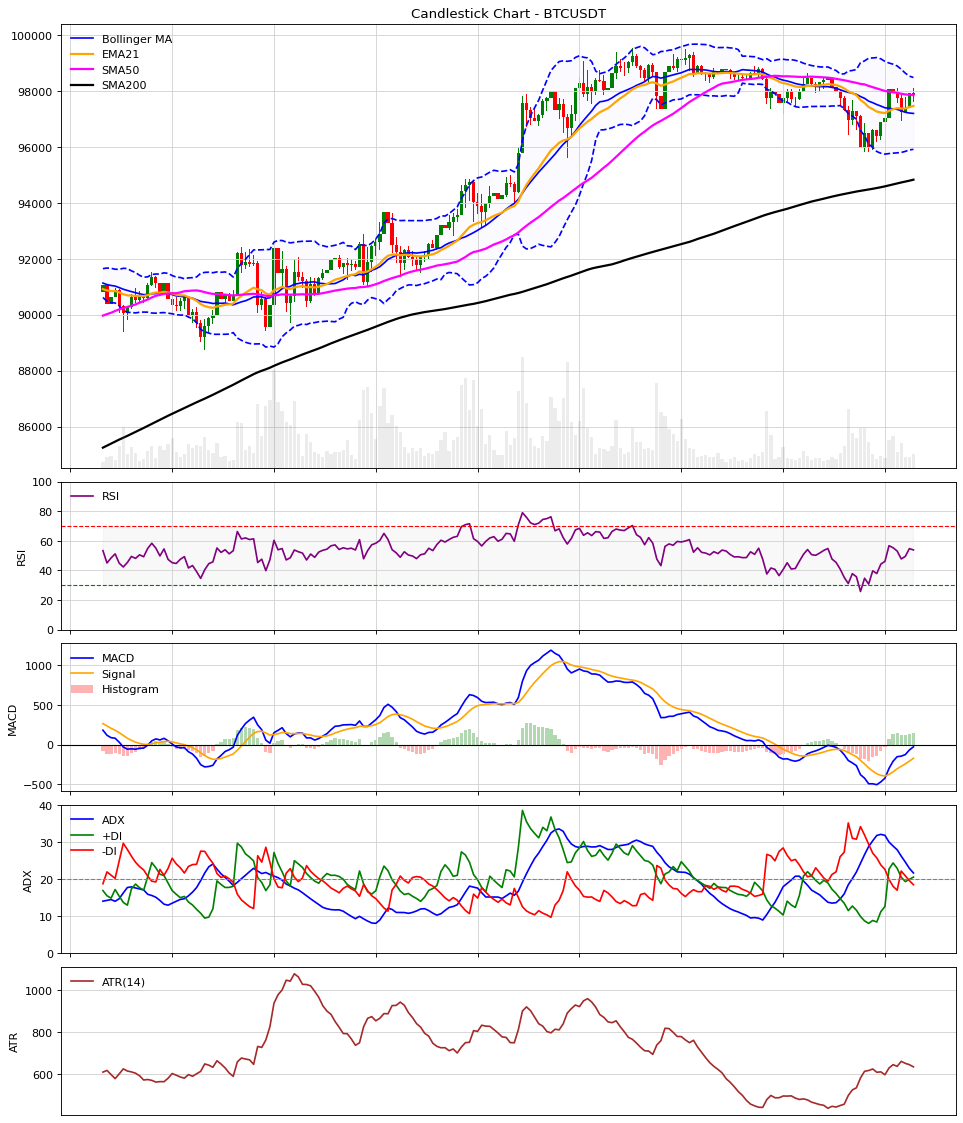 Candlestick Chart - BTCUSDT
100000
98000
96000
94000
92000
90000
88000
86000
Bollinger MA
EMA21
SMA50
SMA200
100
80
60
40
20
0
RSI
RSI
1000
500
0
−500
MACD
MACD
Signal
Histogram
40
30
20
10
0
ADX
ADX
+DI
-DI
1000
800
600
ATR
ATR(14)